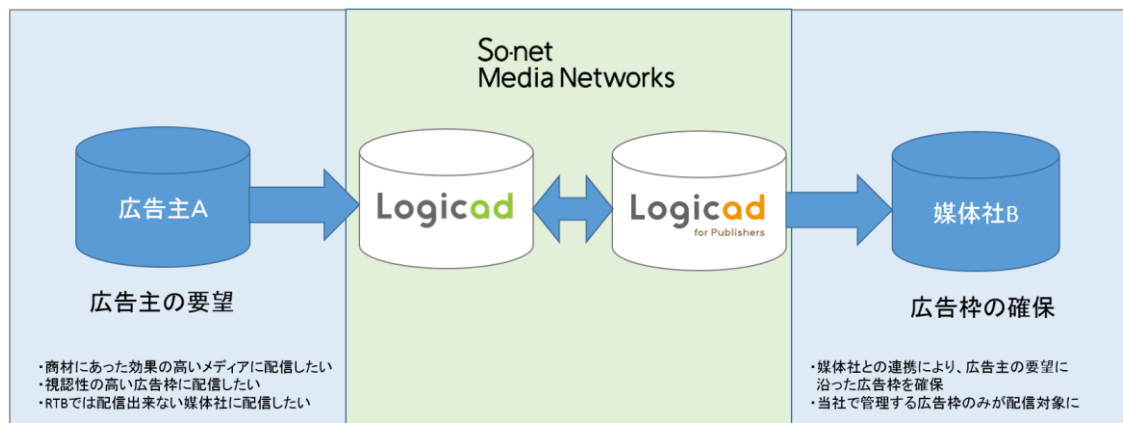 So-net
Media Networks
広告主A
Logicad
Logicad
for Publishers
媒体社B
広告主の要望
広告枠の確保
・商材にあった効果の高いメディアに配信したい
・視認性の高い広告枠に配信したい
・RTBでは配信出来ない媒体社に配信したい
・媒体社との連携により、広告主の要望に
沿った広告枠を確保
・当社で管理する広告枠のみが配信対象に